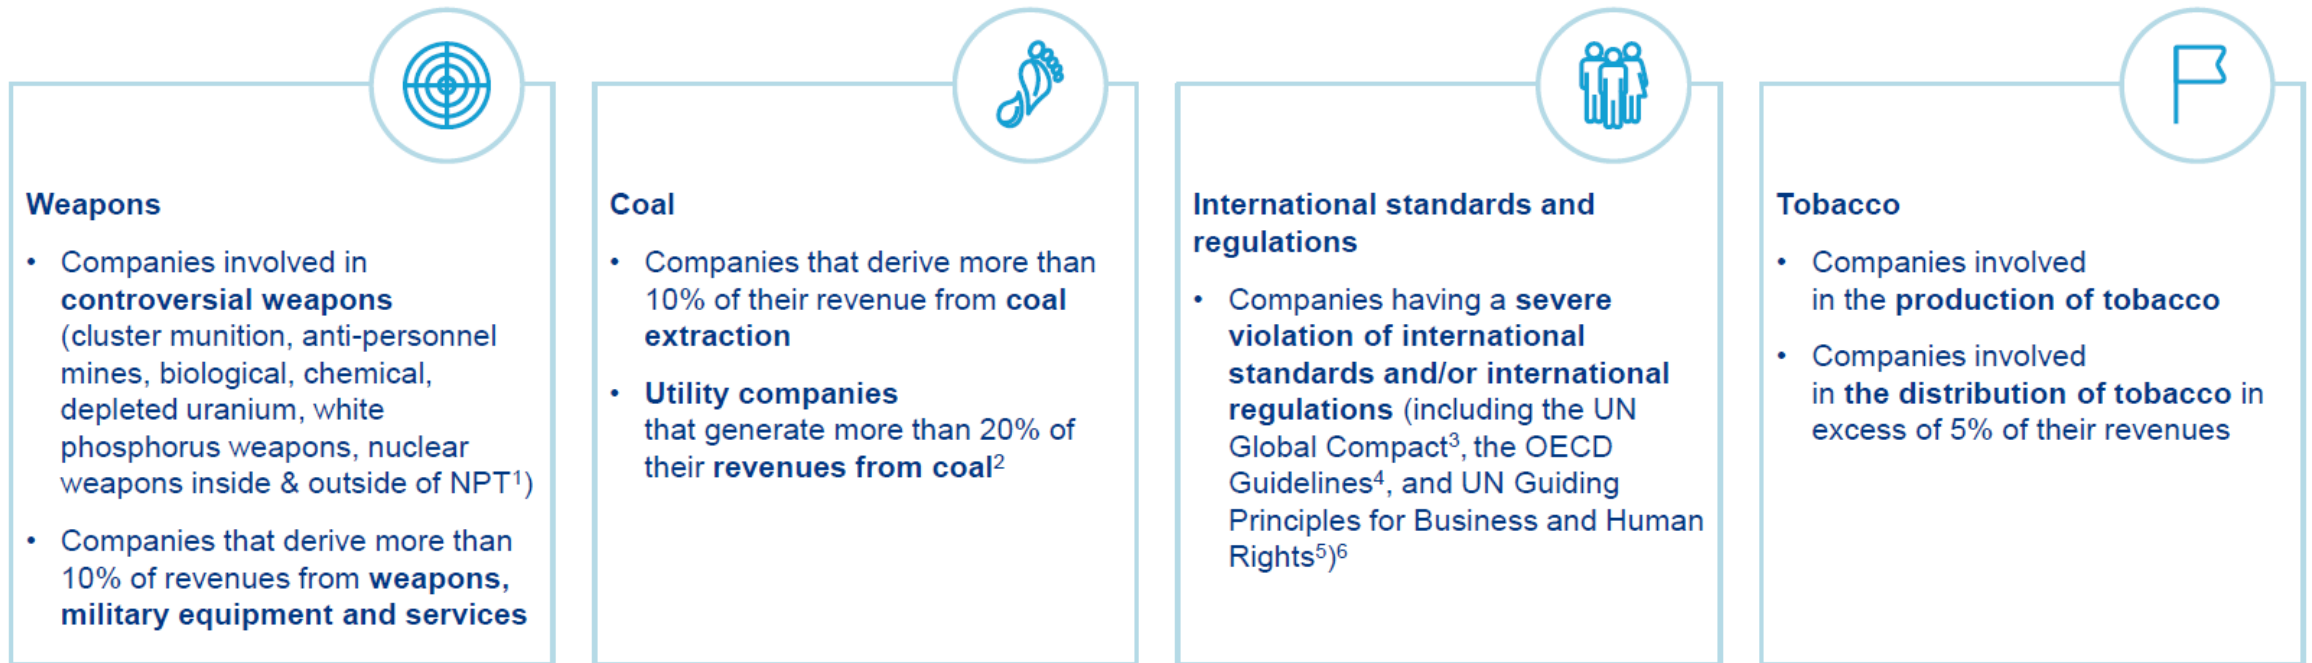 Weapons
• Companies involved in
controversial weapons
(cluster munition, anti-personnel
mines, biological, chemical,
depleted uranium, white
phosphorus weapons, nuclear
weapons inside & outside of NPT¹)
• Companies that derive more than
10% of revenues from weapons,
military equipment and services
Coal
• Companies that derive more than
10% of their revenue from coal
extraction
• Utility companies
that generate more than 20% of
their revenues from coal²
International standards and
regulations
• Companies having a severe
violation of international
standards and/or international
regulations (including the UN
Global Compact³, the OECD
Guidelines⁴, and UN Guiding
Principles for Business and Human
Rights⁵)⁶
Tobacco
• Companies involved
in the production of tobacco
• Companies involved
in the distribution of tobacco in
excess of 5% of their revenues